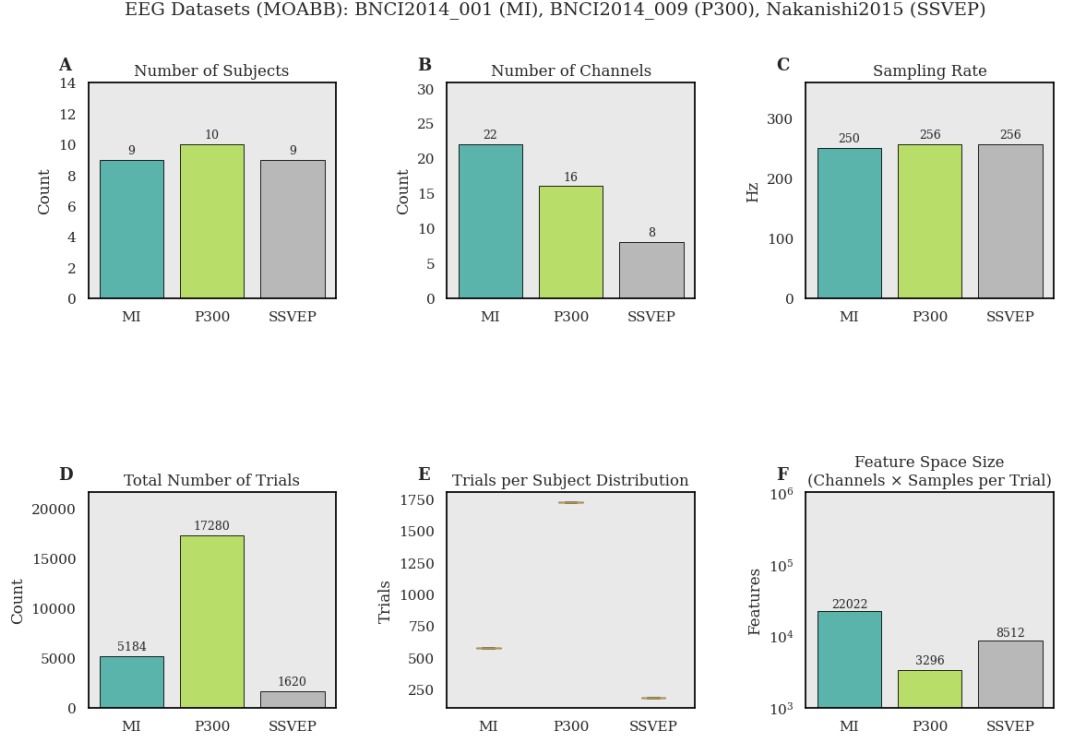 EEG Datasets (MOABB): BNCI2014_001 (MI), BNCI2014_009 (P300), Nakanishi2015 (SSVEP)
A
Number of Subjects
Count
14
12
10
8
6
4
2
0
9
10
9
MI P300 SSVEP
B
Number of Channels
Count
30
25
20
15
10
5
0
22
16
8
MI P300 SSVEP
C
Sampling Rate
Hz
300
200
100
0
250
256
256
MI P300 SSVEP
D
Total Number of Trials
Count
20000
15000
10000
5000
0
5184
17280
1620
MI P300 SSVEP
E
Trials per Subject Distribution
Trials
1750
1500
1250
1000
750
500
250
MI P300 SSVEP
F
Feature Space Size
(Channels × Samples per Trial)
Features
10⁶
10⁵
10⁴
10³
22022
3296
8512
MI P300 SSVEP